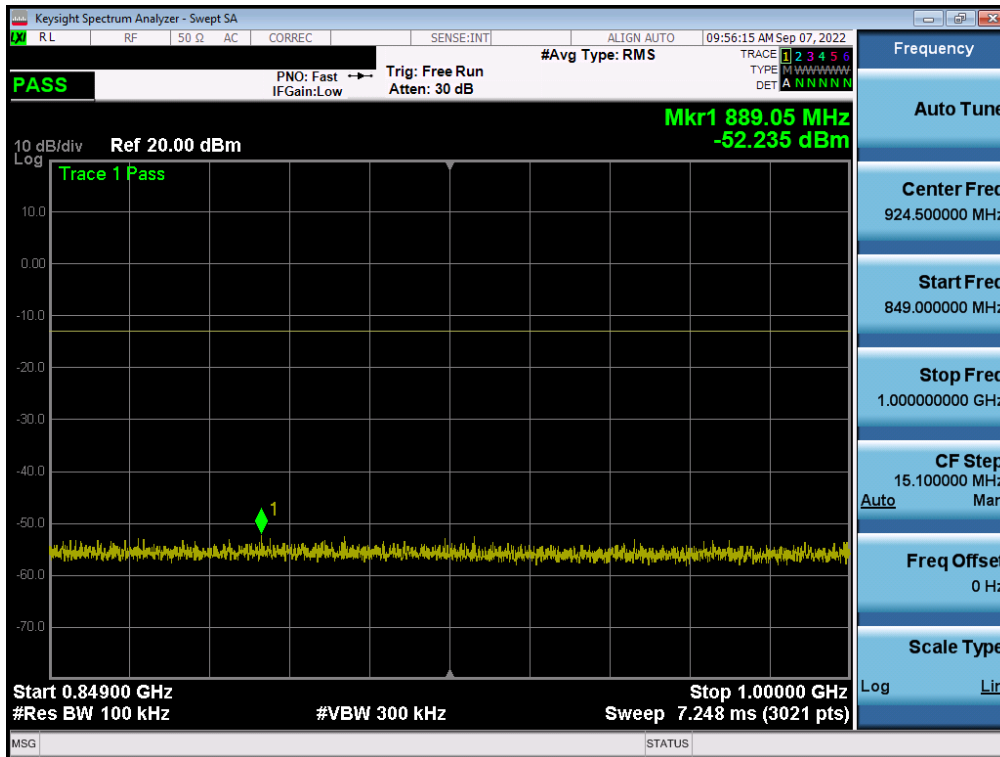 Keysight Spectrum Analyzer - Swept SA
LXI RL RF 50 Ω AC CORREC SENSE:INT ALIGN AUTO 09:56:15 AM Sep 07, 2022
#Avg Type: RMS
TRACE 1 2 3 4 5 6
TYPE M WWWWW
DET A N N N N N
PNO: Fast
IFGain:Low
Trig: Free Run
Atten: 30 dB
PASS
Mkr1 889.05 MHz
-52.235 dBm
10 dB/div Ref 20.00 dBm
Log
Trace 1 Pass
10.0
0.00
-10.0
-20.0
-30.0
-40.0
1
-50.0
-60.0
-70.0
Start 0.84900 GHz Stop 1.00000 GHz
#Res BW 100 kHz #VBW 300 kHz Sweep 7.248 ms (3021 pts)
MSG STATUS
Frequency
Auto Tune
Center Freq
924.500000 MHz
Start Freq
849.000000 MHz
Stop Freq
1.000000000 GHz
CF Step
15.100000 MHz
Auto Man
Freq Offset
0 Hz
Scale Type
Log Lin